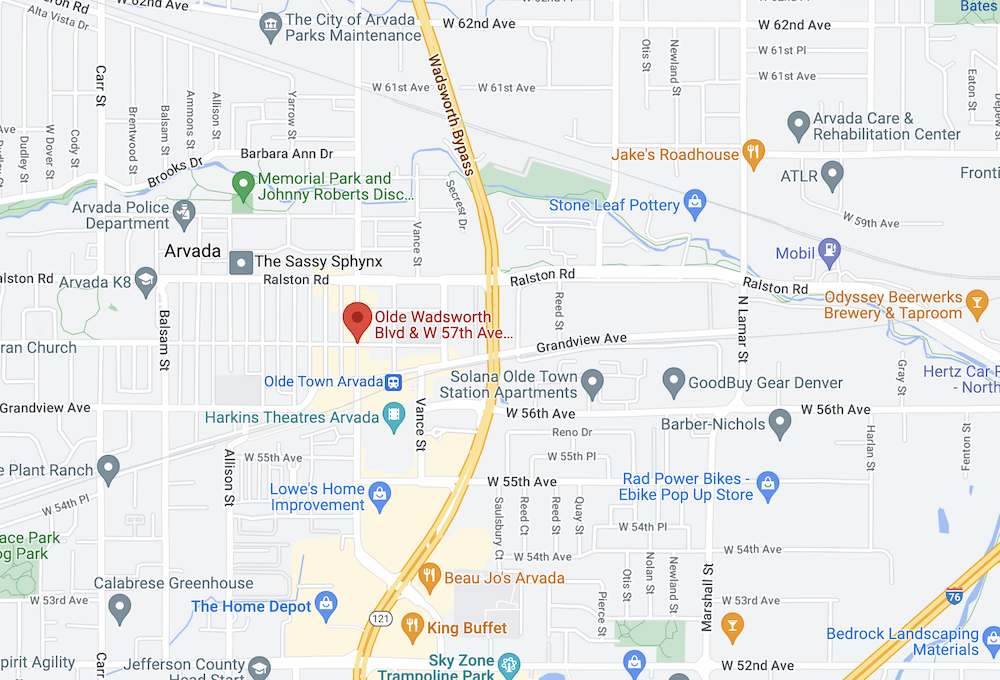 W 62nd Ave
Alta Vista Dr
The City of Arvada
Parks Maintenance
W 62nd Ave
W 62nd Ave
Bates
Carr St
Wadsworth Bypass
Otis St
Newland St
W 61st Pl
W 61st Ave
W 61st Ave
W 61st Ave
Eaton St
Brentwood St
Balsam St
Ammons St
Allison St
Yarrow St
Dudley St
W Dover St
Cody St
Arvada Care &
Rehabilitation Center
Barbara Ann Dr
Jake's Roadhouse
Brooks Dr
ATLR
Memorial Park and
Johnny Roberts Disc...
Secrest Dr
Stone Leaf Pottery
Arvada Police
Department
W 59th Ave
Vance St
Arvada
The Sassy Sphynx
Mobil
Ralston Rd
Ralston Rd
Ralston Rd
Arvada K8
Reed St
N Lamar St
Odyssey Beerwerks
Brewery & Taproom
Olde Wadsworth
Blvd & W 57th Ave...
Balsam St
Church
Grandview Ave
Gray St
Hertz Car
- North
Olde Town Arvada
Solana Olde Town
Station Apartments
GoodBuy Gear Denver
Grandview Ave
Harkins Theatres Arvada
Vance St
W 56th Ave
W 56th Ave
Barber-Nichols
Reno Dr
Harlan St
Fenton St
W 55th Ave
W 55th Pl
Plant Ranch
Allison St
W 55th Ave
Lowe's Home
Improvement
Rad Power Bikes -
Ebike Pop Up Store
W 54th Pl
Saulsbury Ct
Reed Ct
Reed St
Quay St
W 54th Ave
W 54th Ave
W 54th Ave
Park
Park
Otis St
Nolan St
Newland St
Marshall St
Calabrese Greenhouse
Beau Jo's Arvada
76
W 53rd Ave
The Home Depot
Pierce St
W 53rd Ave
121
King Buffet
Bedrock Landscaping
Materials
Agility
Jefferson County
Head Start
Sky Zone
Trampoline Park
W 52nd Ave